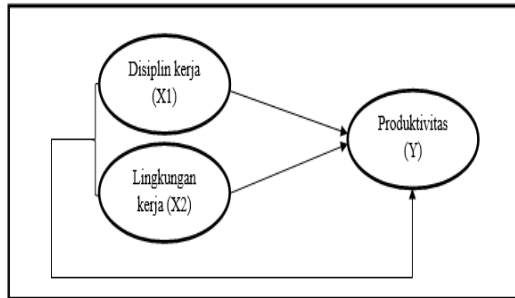 Disiplin kerja
(X1)
Produktivitas
(Y)
Lingkungan
kerja (X2)